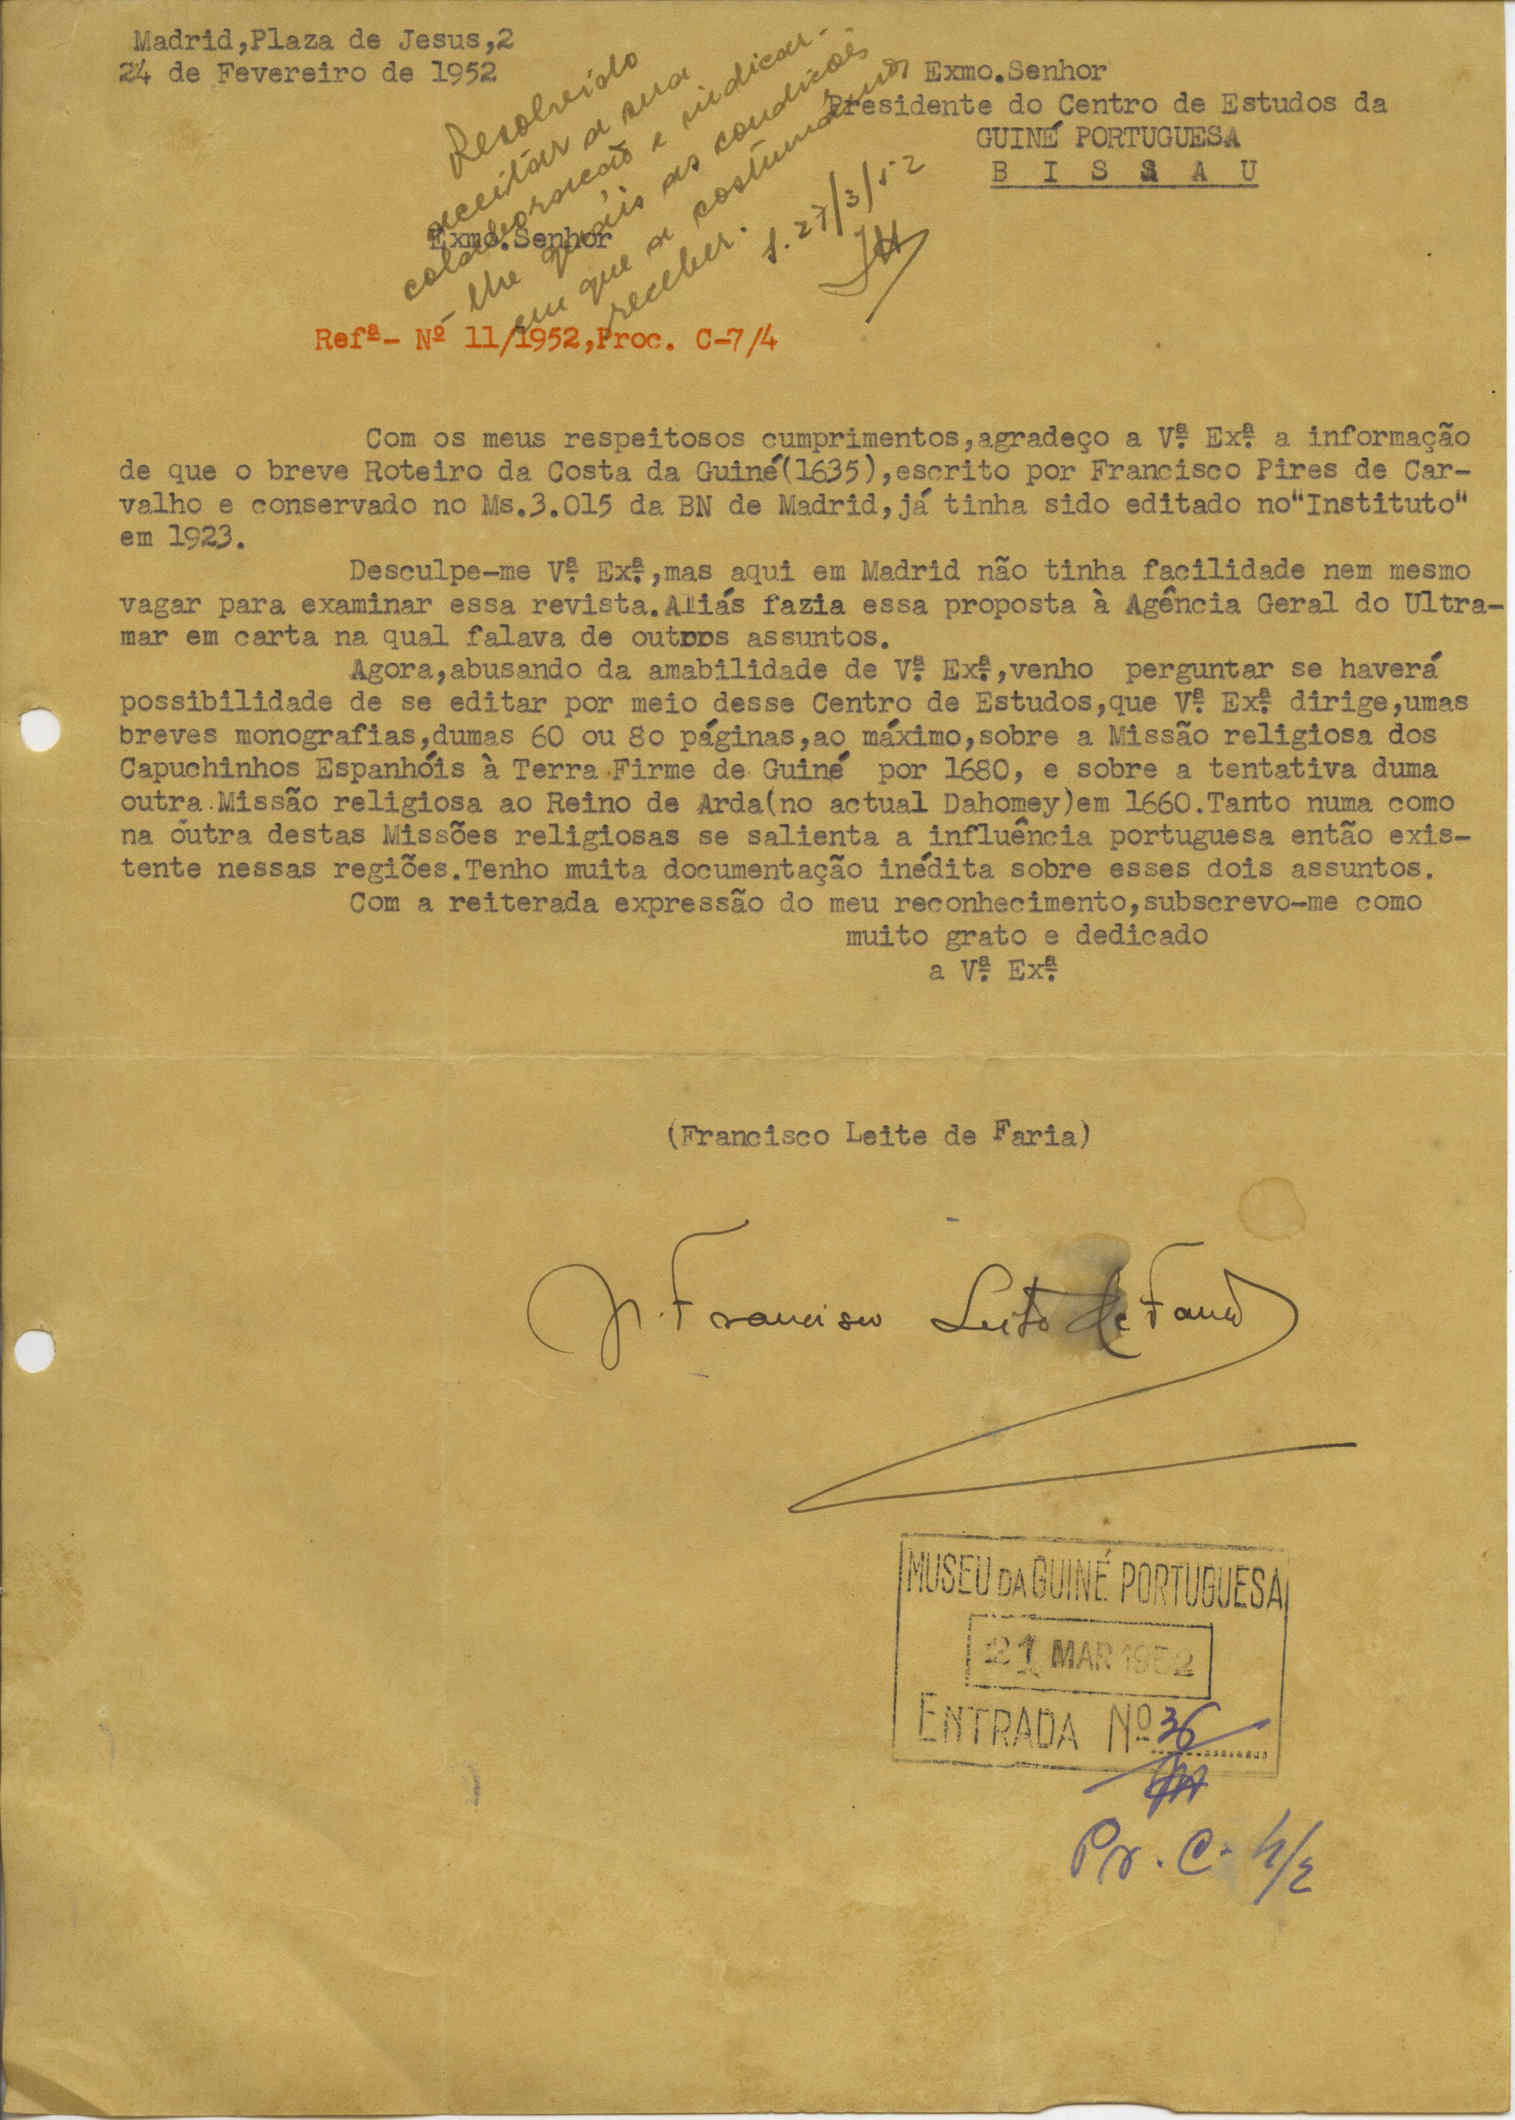 Madrid,Plaza de Jesus,2
24 de Fevereiro de 1952
Exmo.Senhor
Presidente do Centro de Estudos da
GUINÉ PORTUGUESA
B I S S A U
Resolvido
aceitar a sua
colaboração e indicar-
-lhe quais as condições
em que a costumamos
receber.
S. 27/3/52
Exmo.Senhor
Refª- Nº 11/1952,Proc. C-7/4
Com os meus respeitosos cumprimentos,agradeço a Vª. Exª. a informação
de que o breve Roteiro da Costa da Guiné(1635),escrito por Francisco Pires de Car-
valho e conservado no Ms.3.015 da BN de Madrid,já tinha sido editado no"Instituto"
em 1923.
Desculpe-me Vª. Exª.,mas aqui em Madrid não tinha facilidade nem mesmo
vagar para examinar essa revista.Aliás fazia essa proposta à Agência Geral do Ultra-
mar em carta na qual falava de outros assuntos.
Agora,abusando da amabilidade de Vª. Exª.,venho perguntar se haverá
possibilidade de se editar por meio desse Centro de Estudos,que Vª. Exª. dirige,umas
breves monografias,dumas 60 ou 8o páginas,ao máximo,sobre a Missão religiosa dos
Capuchinhos Espanhóis à Terra Firme de Guiné por 1680, e sobre a tentativa duma
outra Missão religiosa ao Reino de Arda(no actual Dahomey)em 1660.Tanto numa como
na outra destas Missões religiosas se salienta a influência portuguesa então exis-
tente nessas regiões.Tenho muita documentação inédita sobre esses dois assuntos.
Com a reiterada expressão do meu reconhecimento,subscrevo-me como
muito grato e dedicado
a Vª. Exª.
(Francisco Leite de Faria)
Francisco Leite de Faria
MUSEU DA GUINÉ PORTUGUESA
21 MAR 1952
ENTRADA Nº 36
Pr. C. 4/2